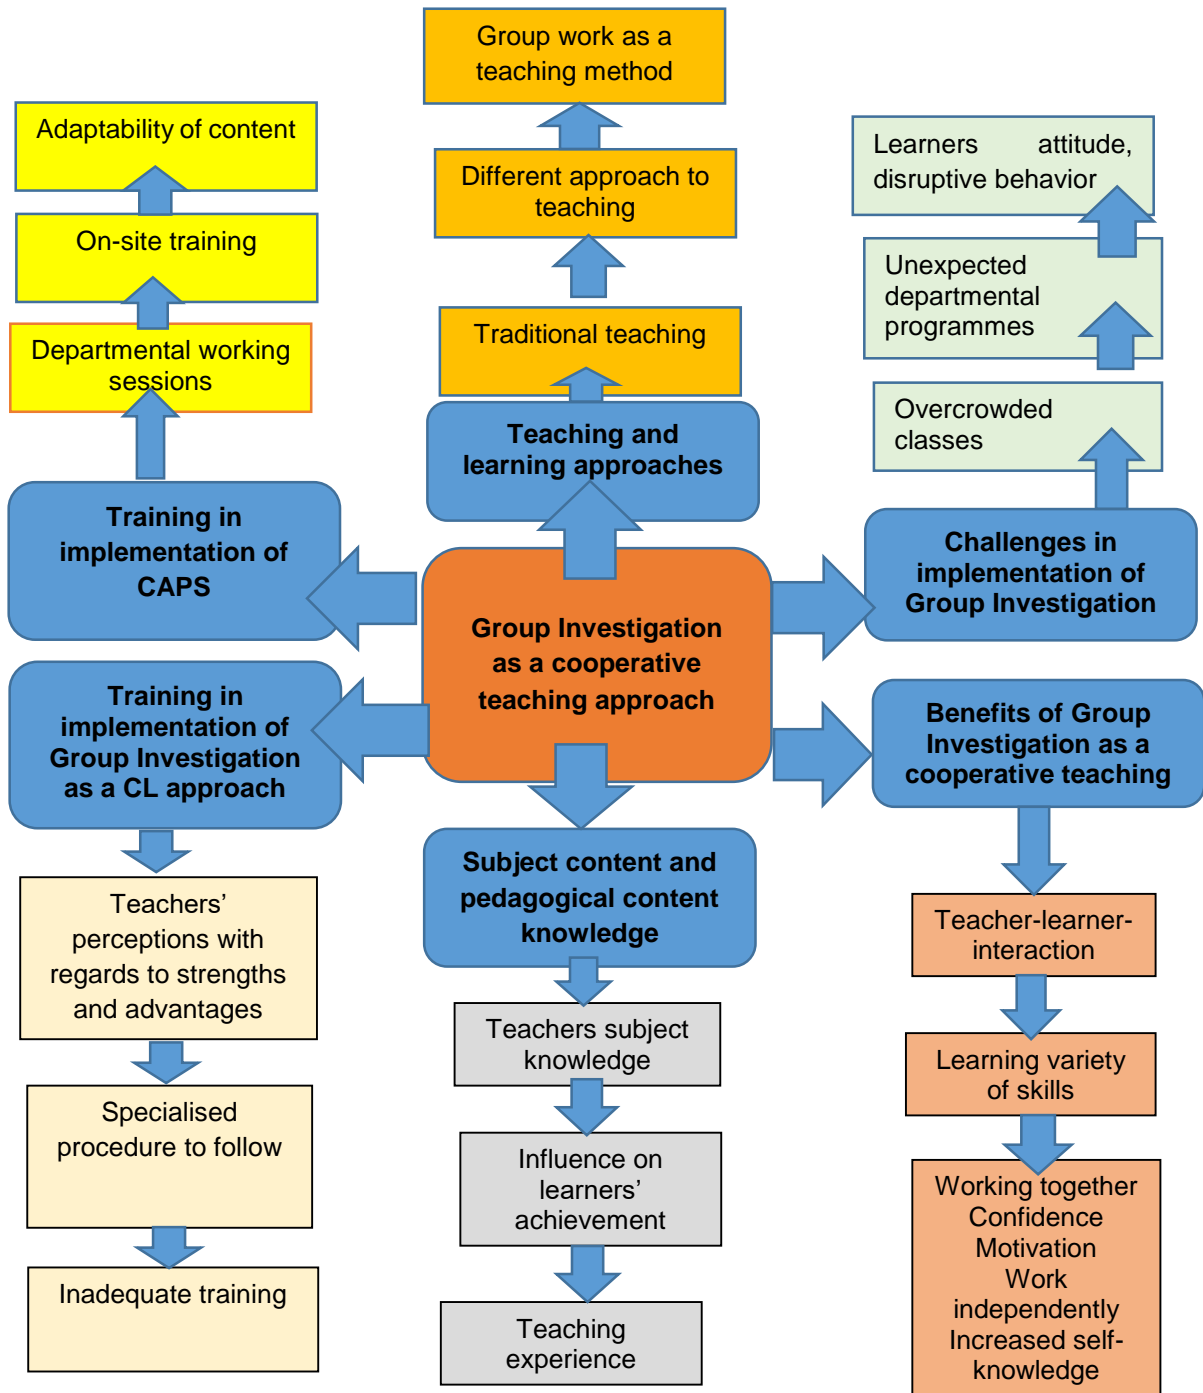 Group work as a
teaching method
Adaptability of content
Learners attitude,
disruptive behavior
Different approach to
teaching
On-site training
Unexpected
departmental
programmes
Departmental working
sessions
Traditional teaching
Overcrowded
classes
Teaching and
learning approaches
Training in
implementation of
CAPS
Challenges in
implementation of
Group Investigation
Group Investigation
as a cooperative
teaching approach
Training in
implementation of
Group Investigation
as a CL approach
Benefits of Group
Investigation as a
cooperative teaching
Subject content and
pedagogical content
knowledge
Teachers’
perceptions with
regards to strengths
and advantages
Teacher-learner-
interaction
Teachers subject
knowledge
Learning variety
of skills
Specialised
procedure to follow
Influence on
learners’
achievement
Working together
Confidence
Motivation
Work
independently
Increased self-
knowledge
Inadequate training
Teaching
experience